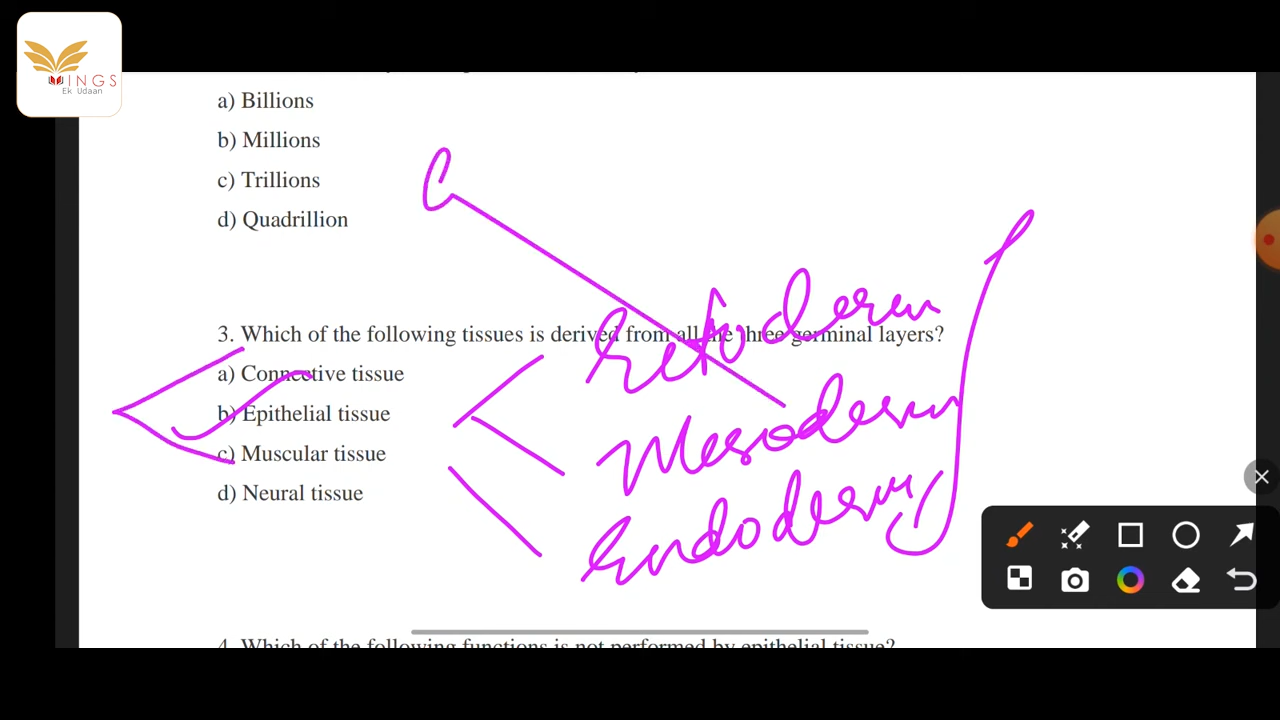 WINGS
Ek Udaan
a) Billions
b) Millions
c) Trillions
d) Quadrillion
3. Which of the following tissues is derived from all the three germinal layers?
a) Connective tissue
b) Epithelial tissue
c) Muscular tissue
d) Neural tissue
Ectoderm
Mesoderm
Endoderm
4. Which of the following functions is not performed by epithelial tissue?